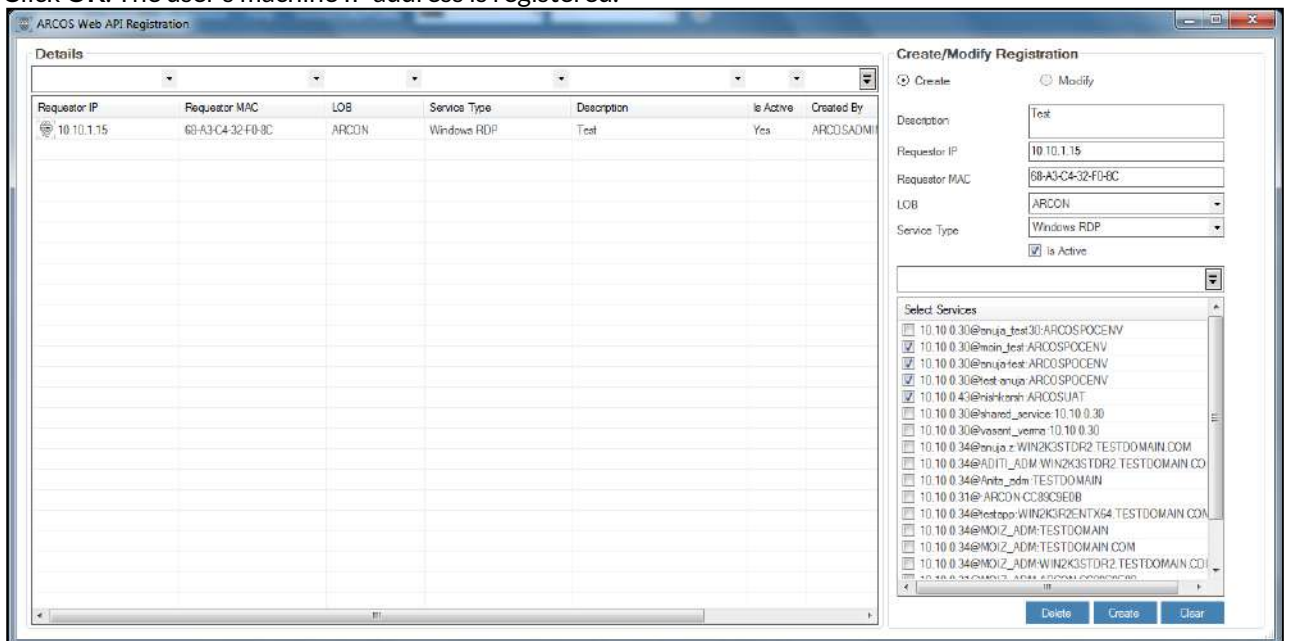 Click OK. The user's machine IP address is registered.
ARCOS Web API Registration
Details
Requestor IP Requestor MAC LOB Service Type Description Is Active Created By
10.10.1.15 68-A3-C4-32-F0-8C ARCON Windows RDP Test Yes ARCOSADMI
Create/Modify Registration
Create Modify
Description Test
Requestor IP 10.10.1.15
Requestor MAC 68-A3-C4-32-F0-8C
LOB ARCON
Service Type Windows RDP
Is Active
Select Services
10.10.0.30@anuja_test30:ARCOSPOCENV
10.10.0.30@moin_test:ARCOSPOCENV
10.10.0.30@anuja-test:ARCOSPOCENV
10.10.0.30@test-anuja:ARCOSPOCENV
10.10.0.43@nishkarsh:ARCOSUAT
10.10.0.30@shared_service:10.10.0.30
10.10.0.30@vasant_verma:10.10.0.30
10.10.0.34@anuja.z:WIN2K3STDR2.TESTDOMAIN.COM
10.10.0.34@ADITI_ADM:WIN2K3STDR2.TESTDOMAIN.CO
10.10.0.34@Anita_adm:TESTDOMAIN
10.10.0.31@:ARCON-CC89C9E0B
10.10.0.34@testapp:WIN2K3R2ENTX64.TESTDOMAIN.CON
10.10.0.34@MOIZ_ADM:TESTDOMAIN
10.10.0.34@MOIZ_ADM:TESTDOMAIN.COM
10.10.0.34@MOIZ_ADM:WIN2K3STDR2.TESTDOMAIN.COI
Delete Create Clear